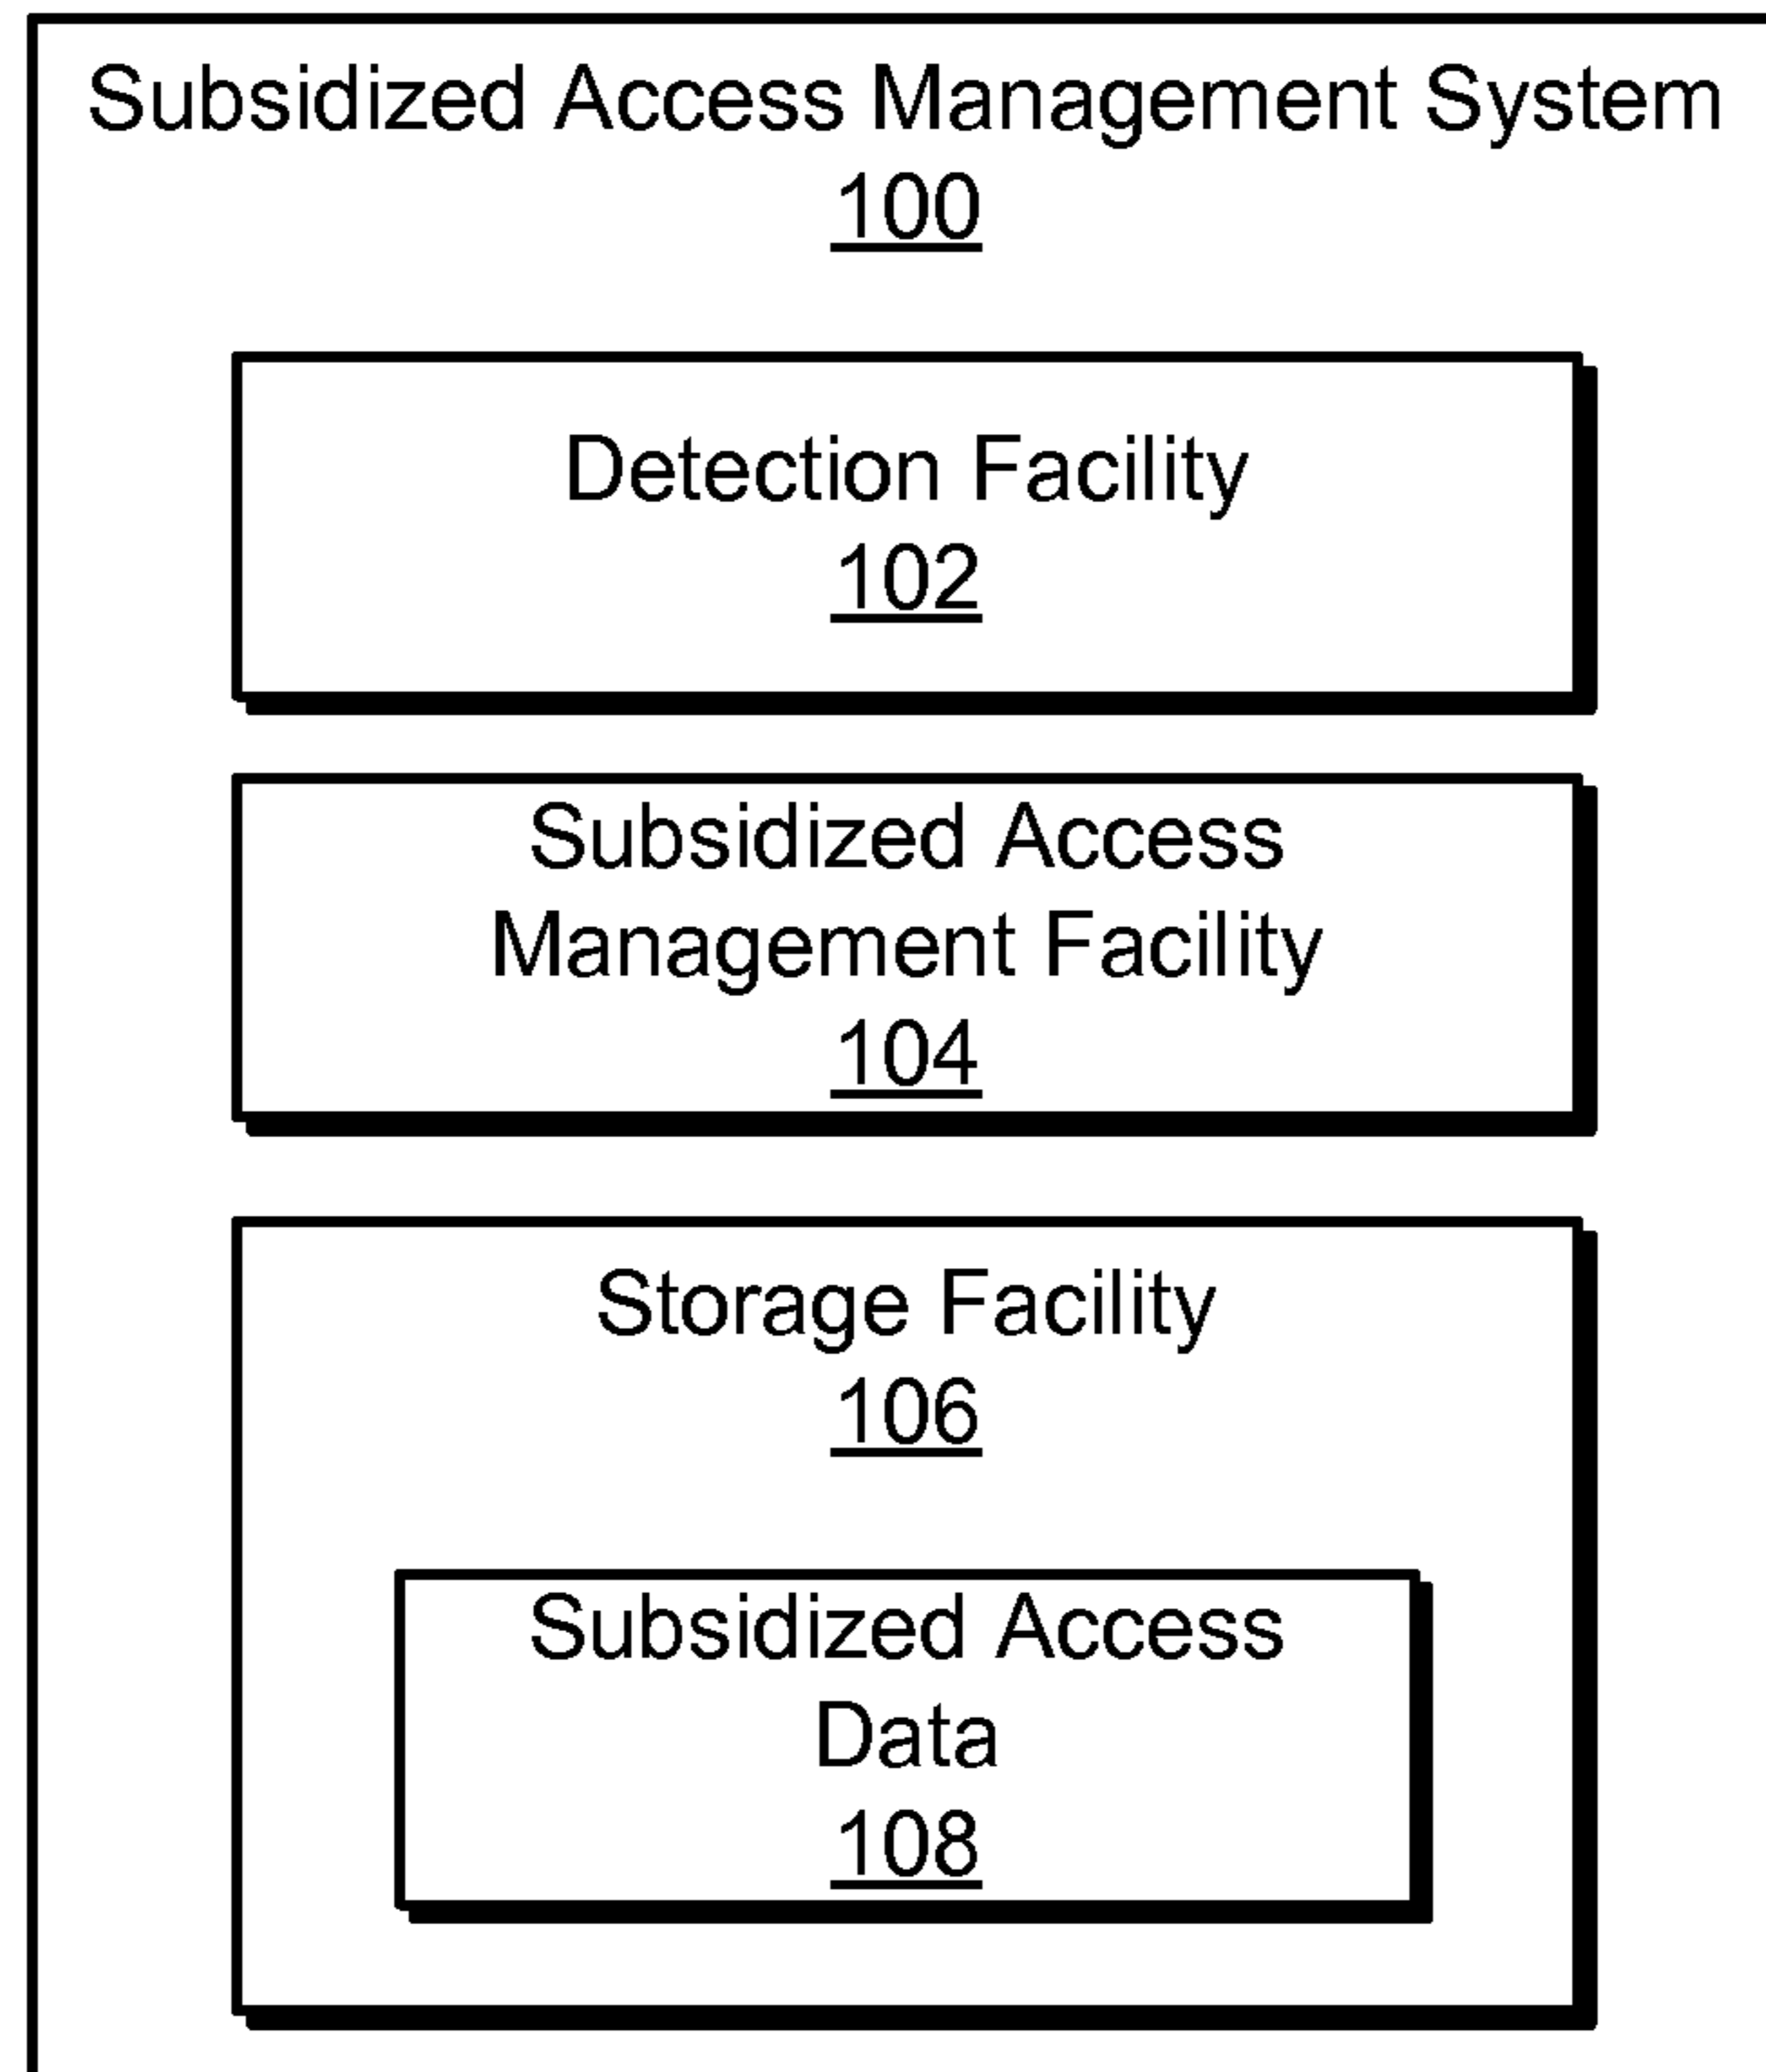 Subsidized Access Management System
100
Detection Facility
102
Subsidized Access
Management Facility
104
Storage Facility
106
Subsidized Access
Data
108